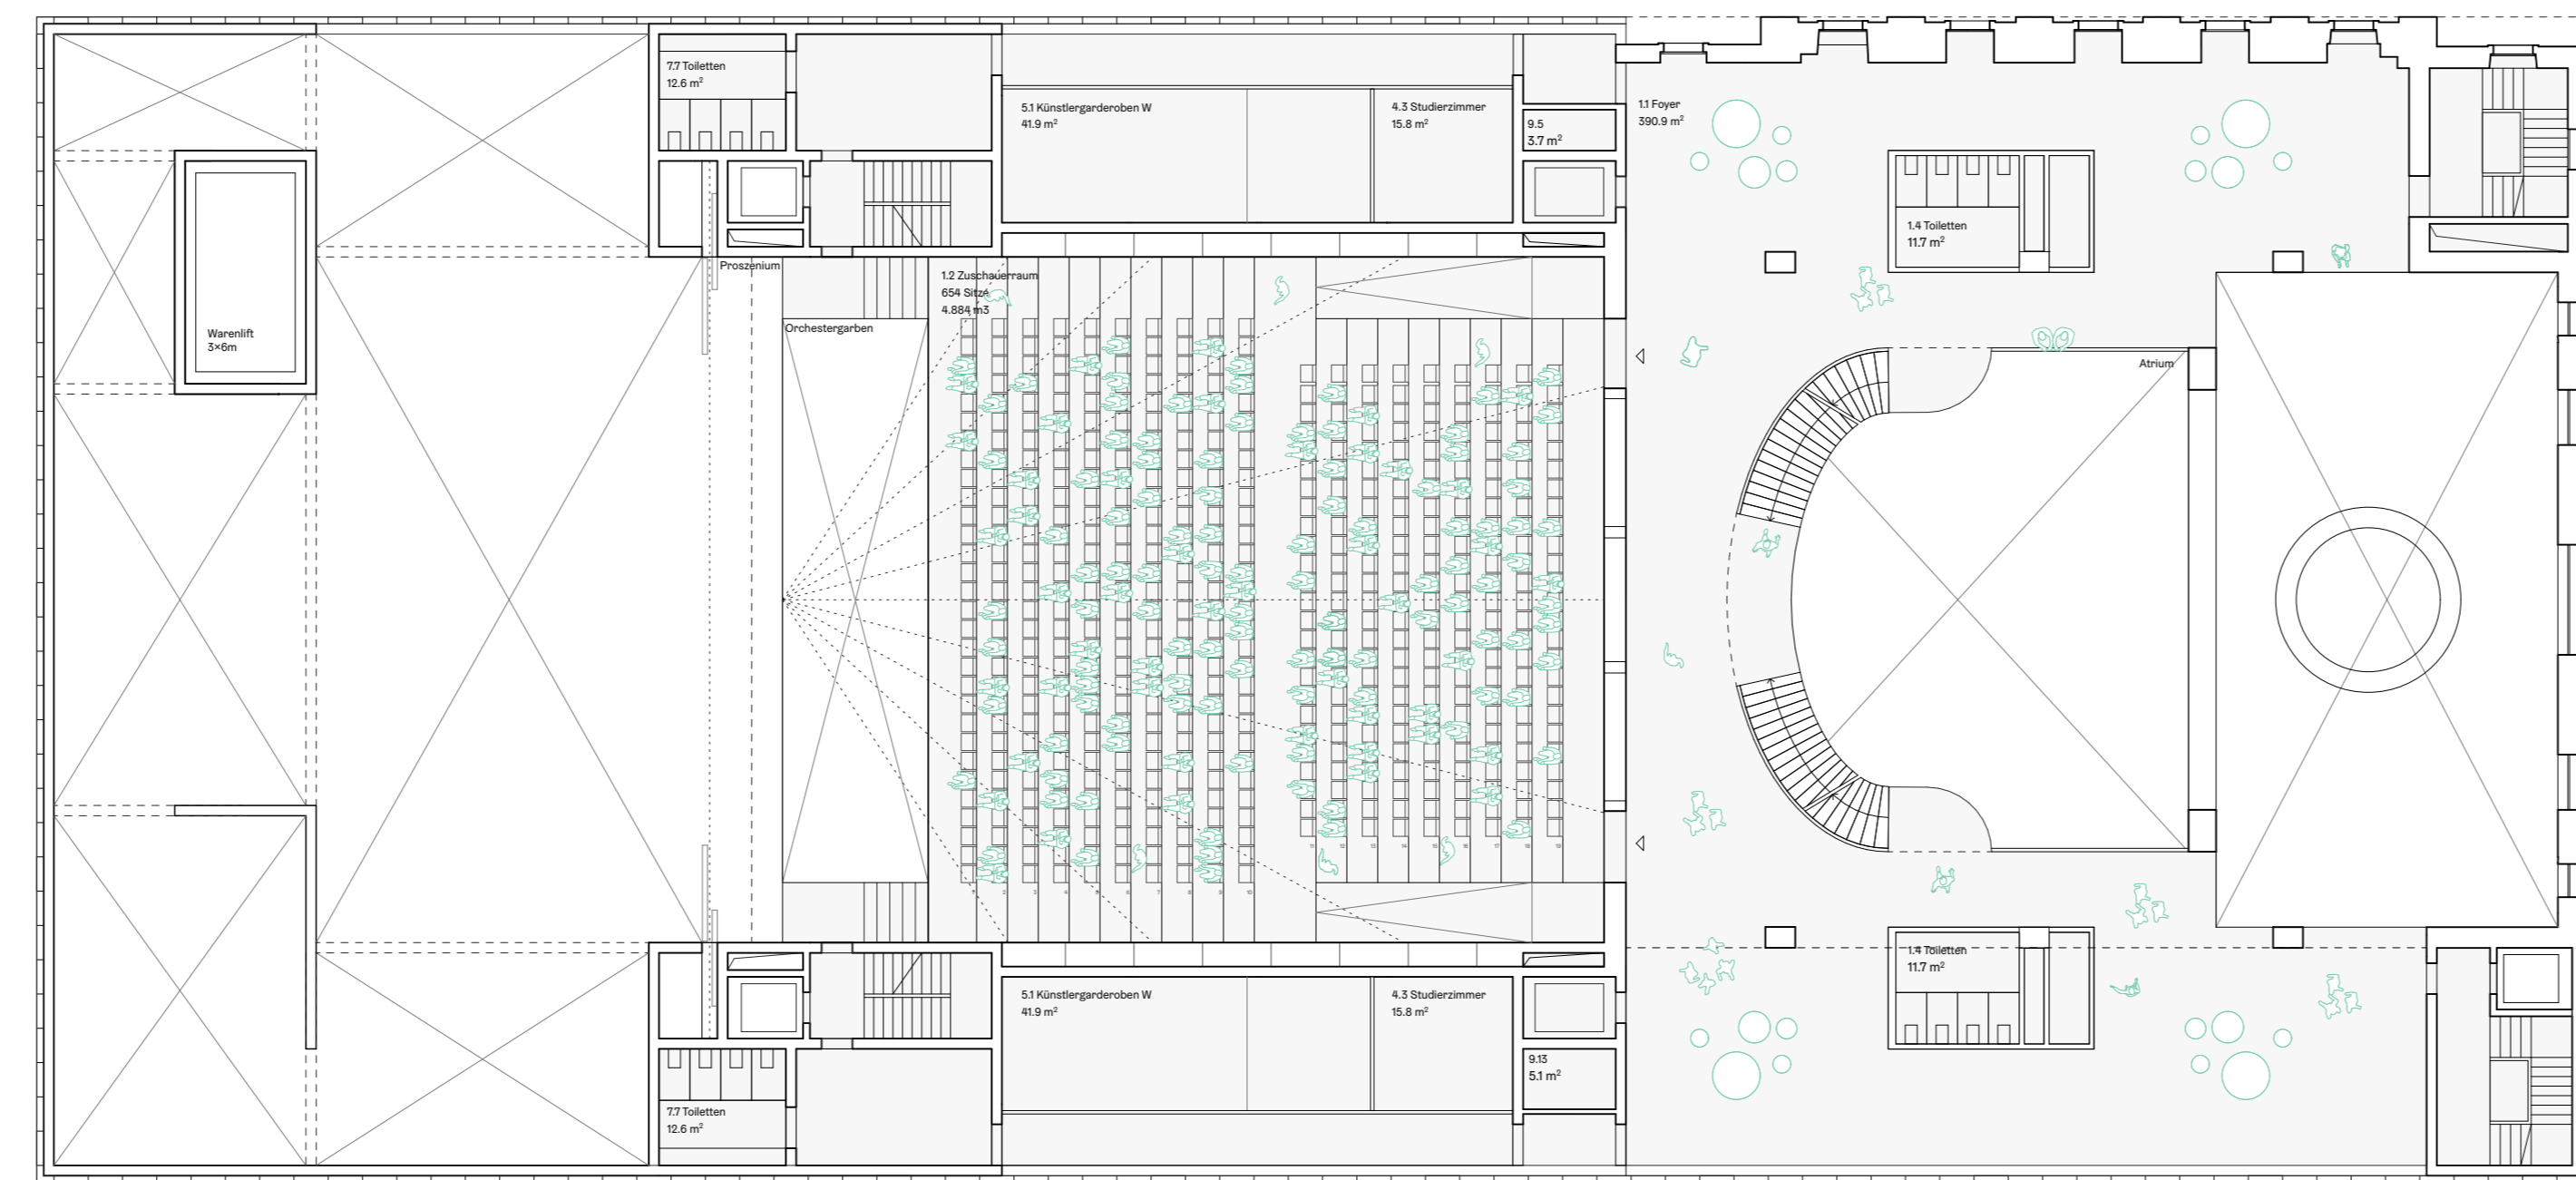 7.7 Toiletten
12.6 m²
5.1 Künstlergarderoben W
41.9 m²
4.3 Studierzimmer
15.8 m²
9.5
3.7 m²
1.1 Foyer
390.9 m²
1.4 Toiletten
11.7 m²
Proszenium
1.2 Zuschauerraum
654 Sitze
4.884 m3
Orchestergarben
Warenlift
3×6m
Atrium
1.4 Toiletten
11.7 m²
5.1 Künstlergarderoben W
41.9 m²
4.3 Studierzimmer
15.8 m²
9.13
5.1 m²
7.7 Toiletten
12.6 m²